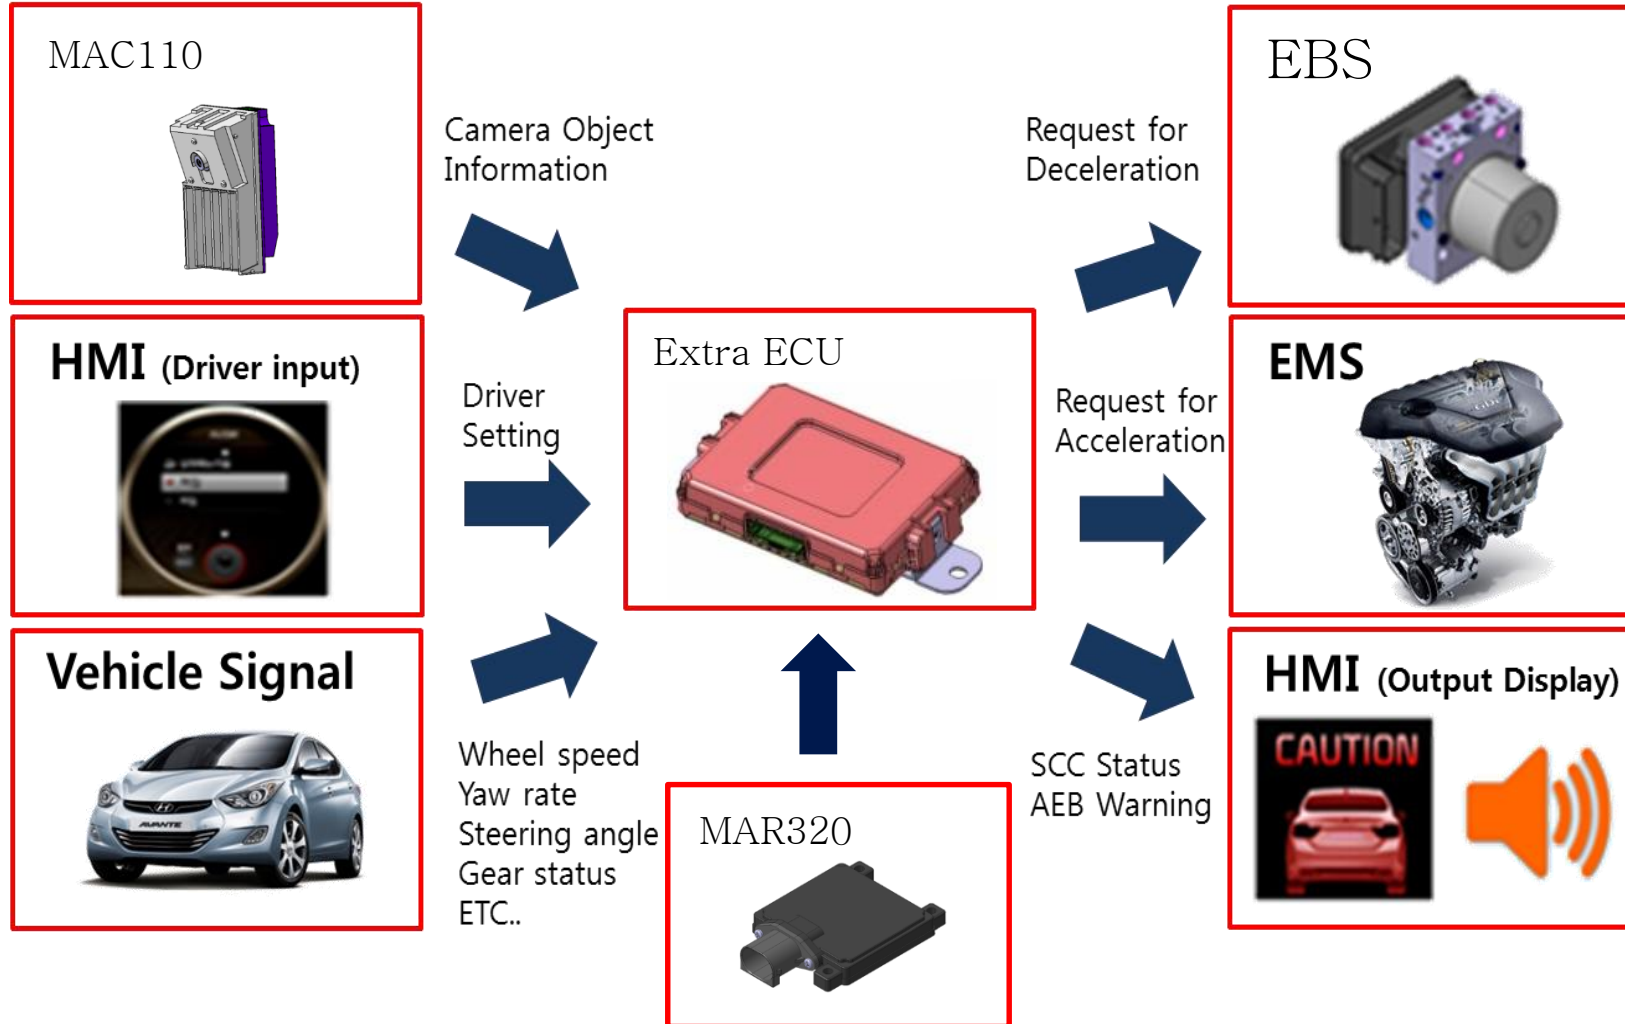 MAC110
Camera Object
Information
Request for
Deceleration
EBS
HMI (Driver input)
Driver
Setting
Extra ECU
Request for
Acceleration
EMS
Vehicle Signal
AVANTE
Wheel speed
Yaw rate
Steering angle
Gear status
ETC..
MAR320
SCC Status
AEB Warning
HMI (Output Display)
CAUTION